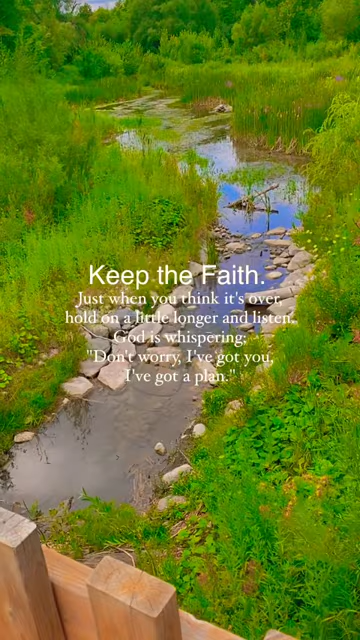 Keep the Faith.
Just when you think it's over,
hold on a little longer and listen.
God is whispering;
"Don't worry, I've got you,
I've got a plan."